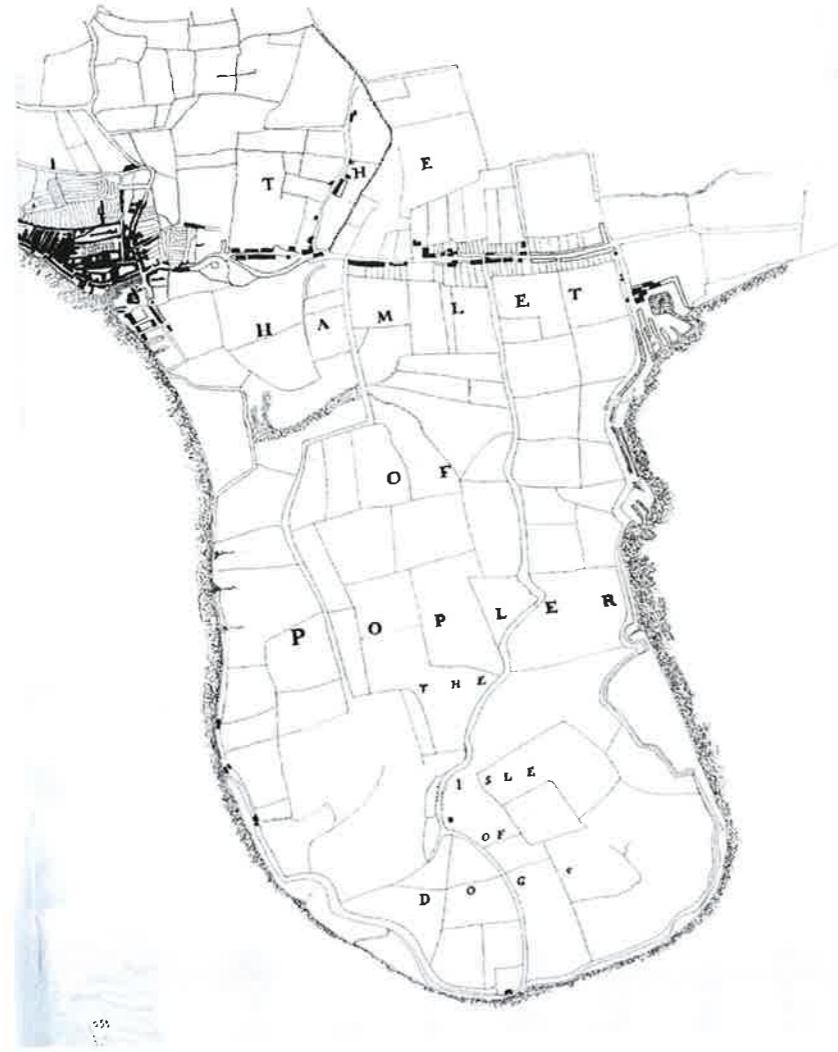 THE
HAMLET
OF
POPLER
THE
ISLE
OF
DOGS